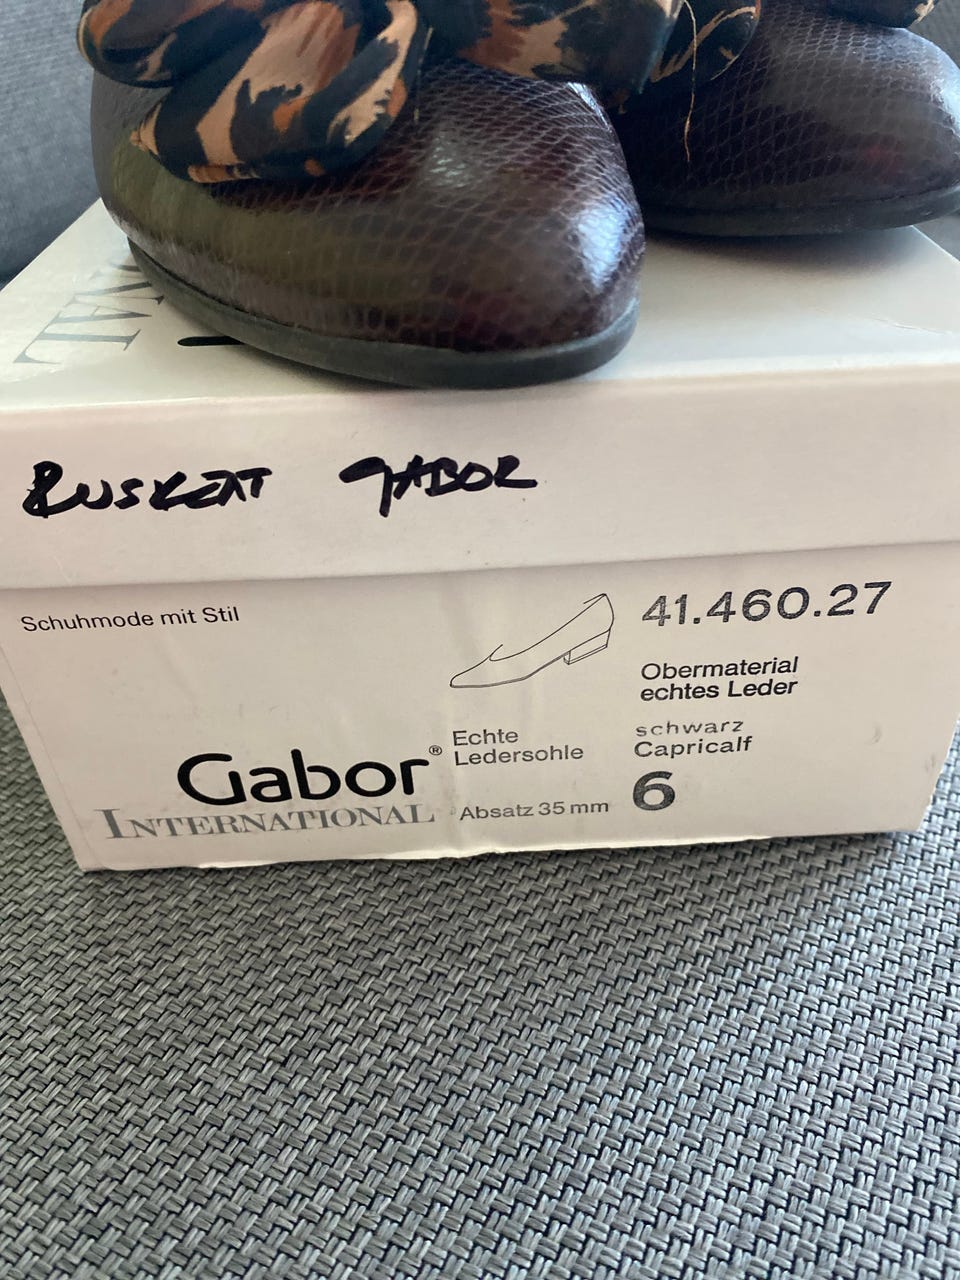 NAL
RUSKEAT GABOR
Schuhmode mit Stil
41.460.27
Obermaterial
echtes Leder
schwarz
Capricalf
6
Echte
Ledersohle
Absatz 35 mm
Gabor®
INTERNATIONAL